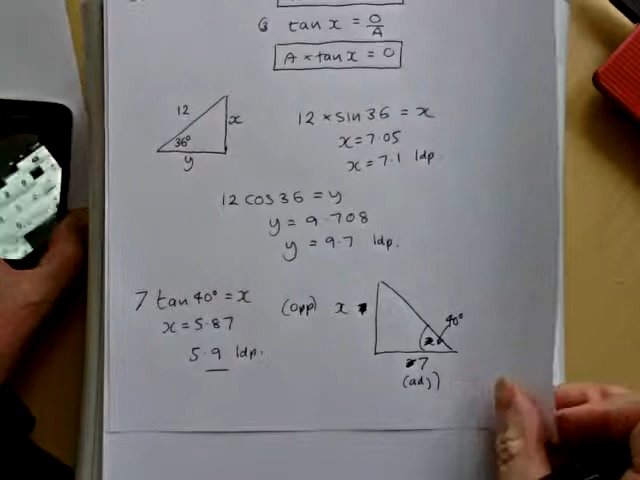 ③ tan x = O/A
A × tan x = O
12
x
36°
y
12 × sin 36 = x
x = 7.05
x = 7.1 1dp.
12 cos 36 = y
y = 9.708
y = 9.7 1dp.
7 tan 40° = x
x = 5.87
5.9 1dp.
(opp) x
40°
7
(adj)